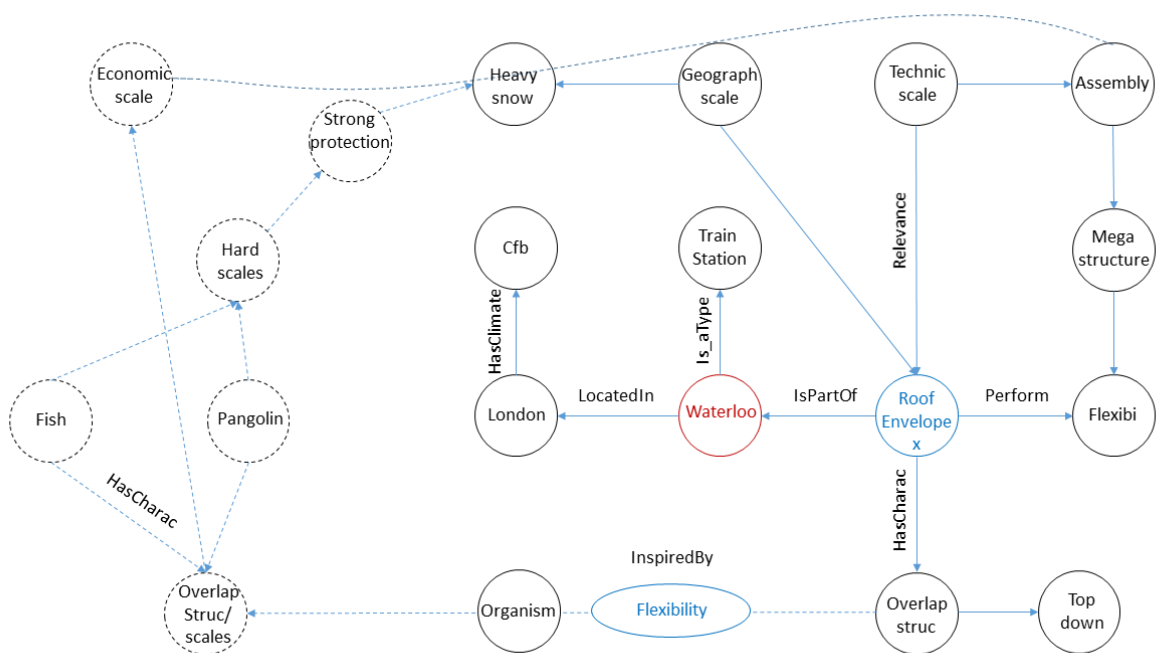 Economic
scale
Heavy
snow
Geograph
scale
Technic
scale
Assembly
Strong
protection
Hard
scales
Cfb
Train
Station
Relevance
Mega
structure
HasClimate
Is_aType
Fish
Pangolin
London
LocatedIn
Waterloo
IsPartOf
Roof
Envelope
x
Perform
Flexibi
HasCharac
HasCharac
InspiredBy
Overlap
Struc/
scales
Organism
Flexibility
Overlap
struc
Top
down